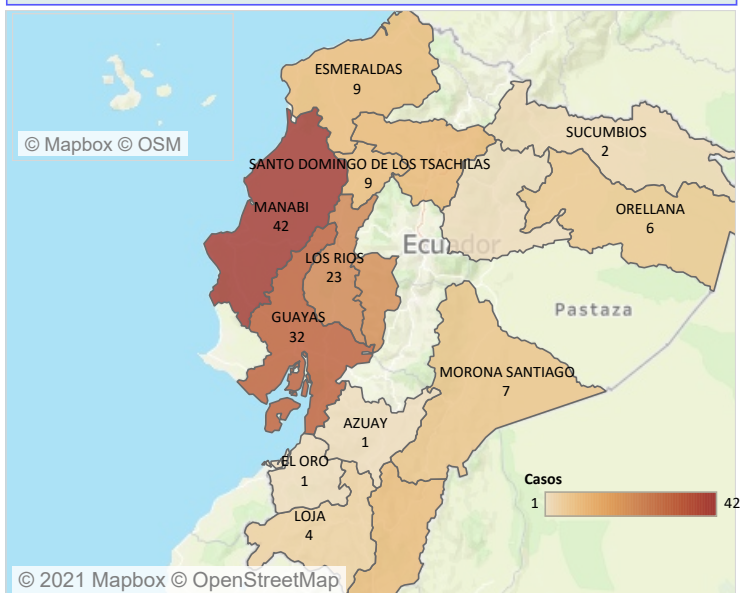 ESMERALDAS
9
© Mapbox © OSM
SUCUMBIOS
2
SANTO DOMINGO DE LOS TSACHILAS
9
MANABI
42
ORELLANA
6
Ecuador
LOS RIOS
23
Pastaza
GUAYAS
32
MORONA SANTIAGO
7
AZUAY
1
EL ORO
1
Casos
1
42
LOJA
4
© 2021 Mapbox © OpenStreetMap